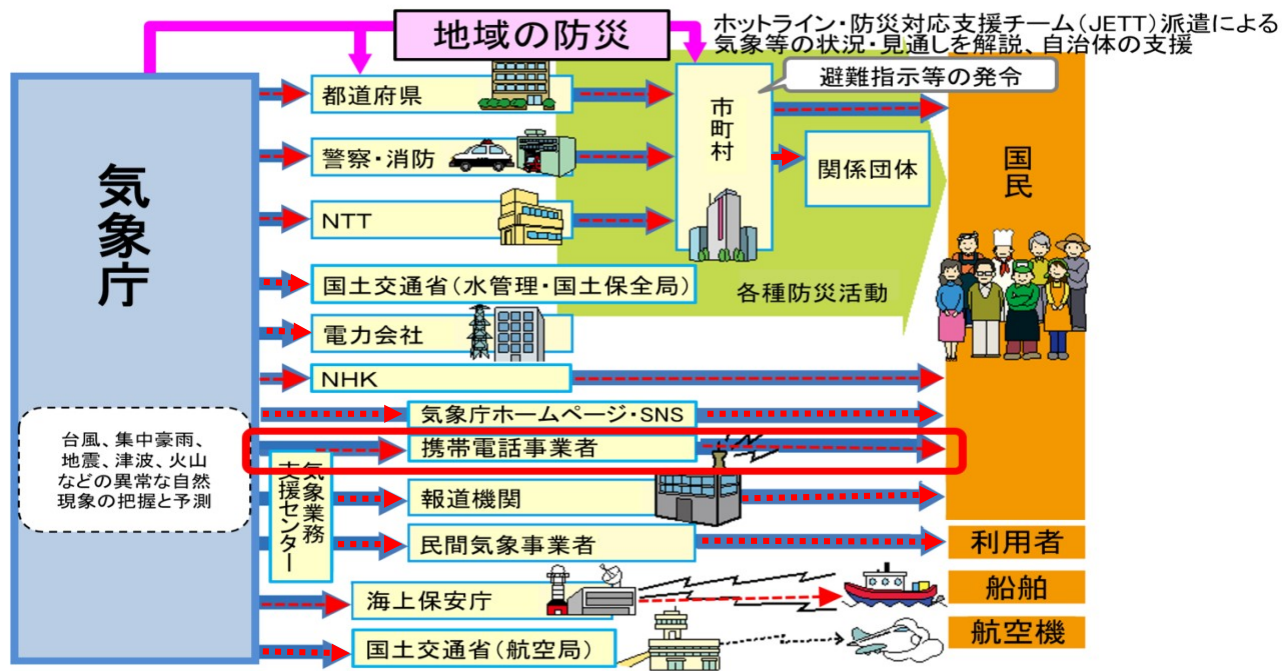 地域の防災
ホットライン・防災対応支援チーム(JETT)派遣による
気象等の状況・見通しを解説、自治体の支援
気象庁
台風、集中豪雨、
地震、津波、火山
などの異常な自然
現象の把握と予測
都道府県
警察・消防
NTT
国土交通省(水管理・国土保全局)
電力会社
NHK
気象庁ホームページ・SNS
携帯電話事業者
気象業務
支援センター
報道機関
民間気象事業者
海上保安庁
国土交通省(航空局)
市町村
避難指示等の発令
関係団体
各種防災活動
国民
利用者
船舶
航空機